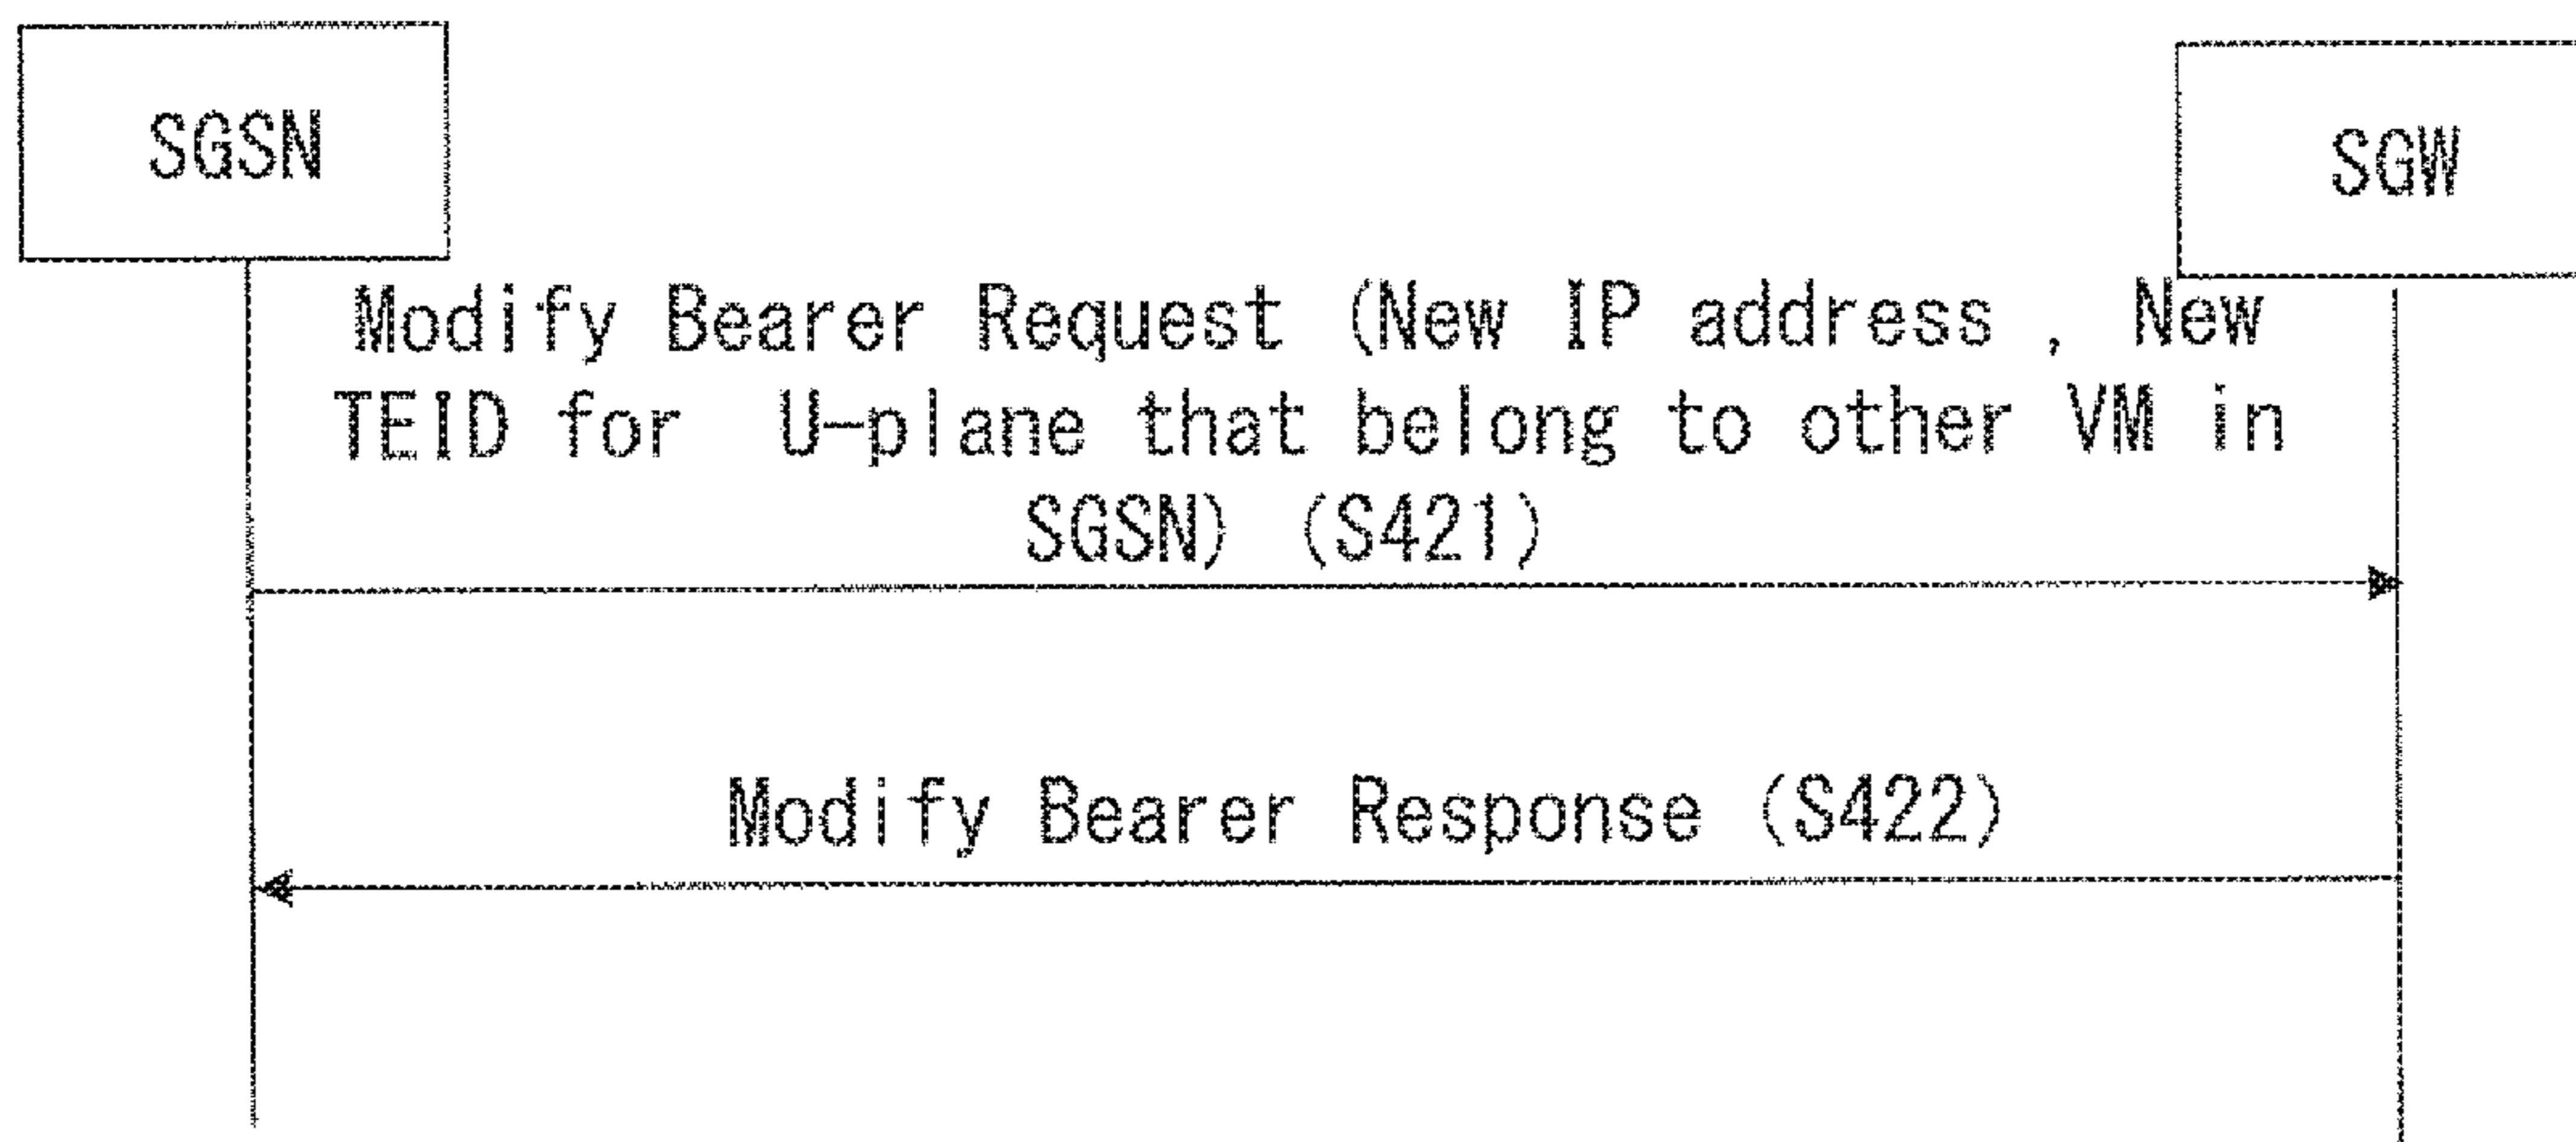 SGSN
SGW
Modify Bearer Request (New IP address , New
TEID for U-plane that belong to other VM in
SGSN) (S421)
Modify Bearer Response (S422)